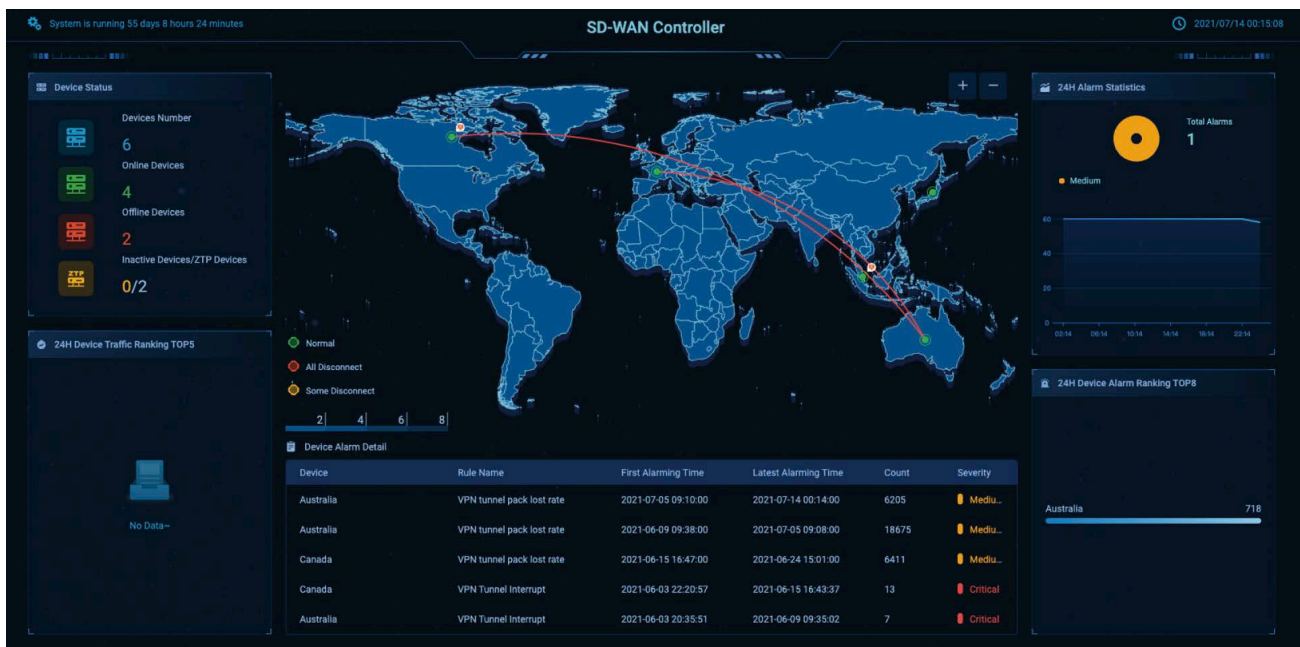 System is running 55 days 8 hours 24 minutes
SD-WAN Controller
2021/07/14 00:15:08
Device Status
Devices Number
6
Online Devices
4
Offline Devices
2
ZTP
Inactive Devices/ZTP Devices
0/2
24H Device Traffic Ranking TOP5
No Data~
+ −
Normal
All Disconnect
Some Disconnect
2 4 6 8
Device Alarm Detail
Device Rule Name First Alarming Time Latest Alarming Time Count Severity
Australia VPN tunnel pack lost rate 2021-07-05 09:10:00 2021-07-14 00:14:00 6205 Mediu...
Australia VPN tunnel pack lost rate 2021-06-09 09:38:00 2021-07-05 09:08:00 18675 Mediu...
Canada VPN tunnel pack lost rate 2021-06-15 16:47:00 2021-06-24 15:01:00 6411 Mediu...
Canada VPN Tunnel Interrupt 2021-06-03 22:20:57 2021-06-15 16:43:37 13 Critical
Australia VPN Tunnel Interrupt 2021-06-03 20:35:51 2021-06-09 09:35:02 7 Critical
24H Alarm Statistics
Total Alarms
1
Medium
60
40
20
0
02:14 06:14 10:14 14:14 18:14 22:14
24H Device Alarm Ranking TOP8
Australia 718